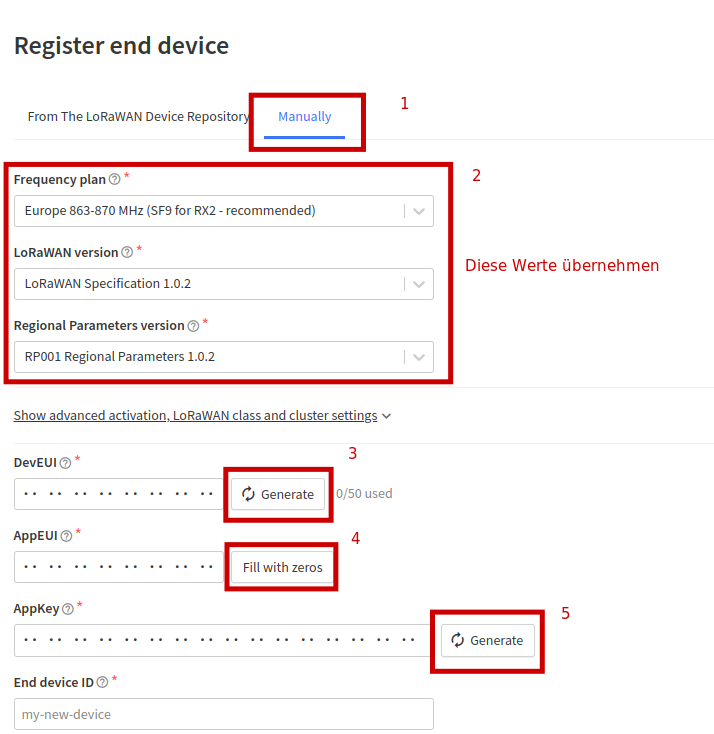 Register end device
From The LoRaWAN Device Repository
Manually
1
2
Frequency plan *
Europe 863-870 MHz (SF9 for RX2 - recommended)
LoRaWAN version *
Diese Werte übernehmen
LoRaWAN Specification 1.0.2
Regional Parameters version *
RP001 Regional Parameters 1.0.2
Show advanced activation, LoRaWAN class and cluster settings
3
DevEUI *
·· ·· ·· ·· ·· ·· ·· ··
Generate
0/50 used
AppEUI *
4
·· ·· ·· ·· ·· ·· ·· ··
Fill with zeros
AppKey *
5
·· ·· ·· ·· ·· ·· ·· ·· ·· ·· ·· ·· ·· ·· ·· ··
Generate
End device ID *
my-new-device